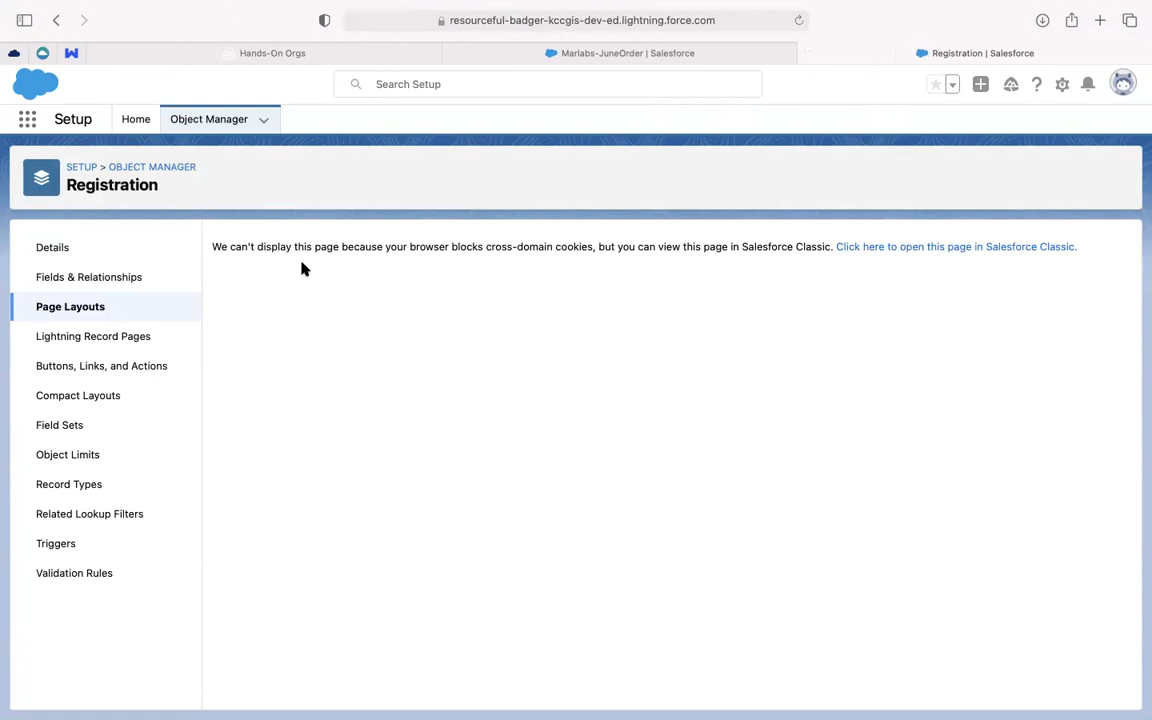 resourceful-badger-kccgis-dev-ed.lightning.force.com
Hands-On Orgs
Marlabs-JuneOrder | Salesforce
Registration | Salesforce
Search Setup
Setup
Home
Object Manager
SETUP > OBJECT MANAGER
Registration
Details
We can't display this page because your browser blocks cross-domain cookies, but you can view this page in Salesforce Classic. Click here to open this page in Salesforce Classic.
Fields & Relationships
Page Layouts
Lightning Record Pages
Buttons, Links, and Actions
Compact Layouts
Field Sets
Object Limits
Record Types
Related Lookup Filters
Triggers
Validation Rules